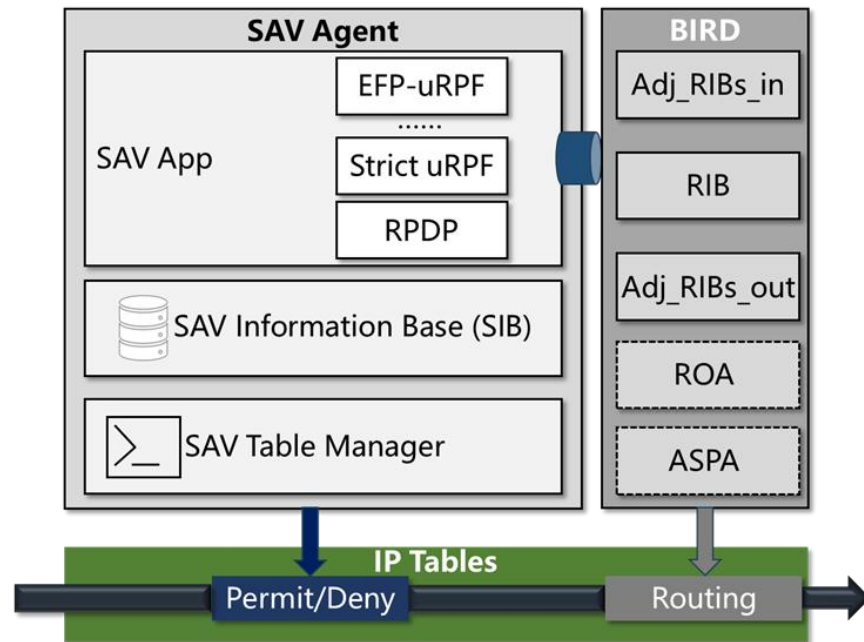 SAV Agent
SAV App
EFP-uRPF
......
Strict uRPF
RPDP
SAV Information Base (SIB)
SAV Table Manager
BIRD
Adj_RIBs_in
RIB
Adj_RIBs_out
ROA
ASPA
IP Tables
Permit/Deny
Routing